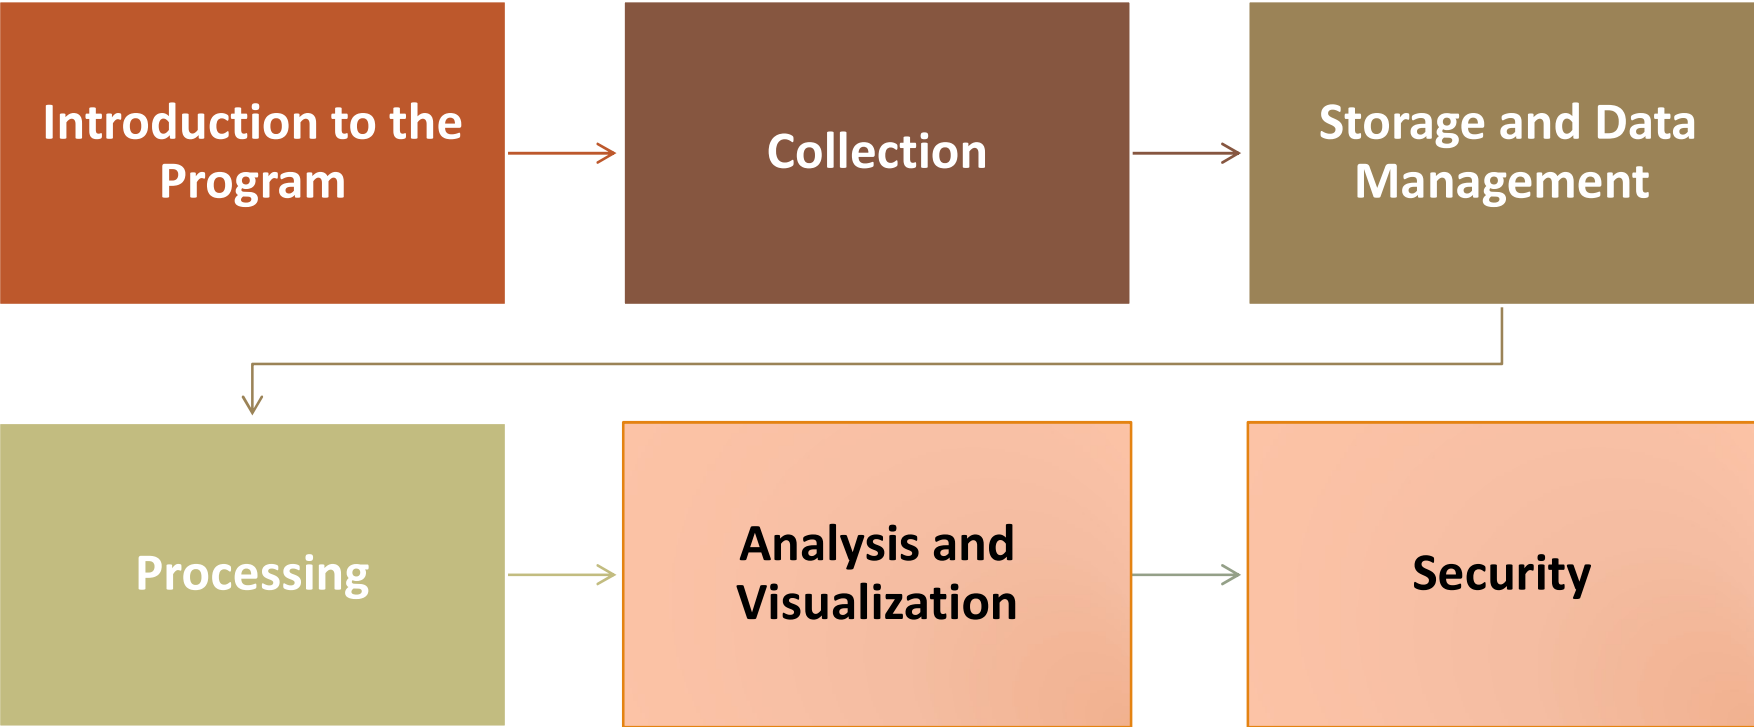 Introduction to the
Program
Collection
Storage and Data
Management
Processing
Analysis and
Visualization
Security